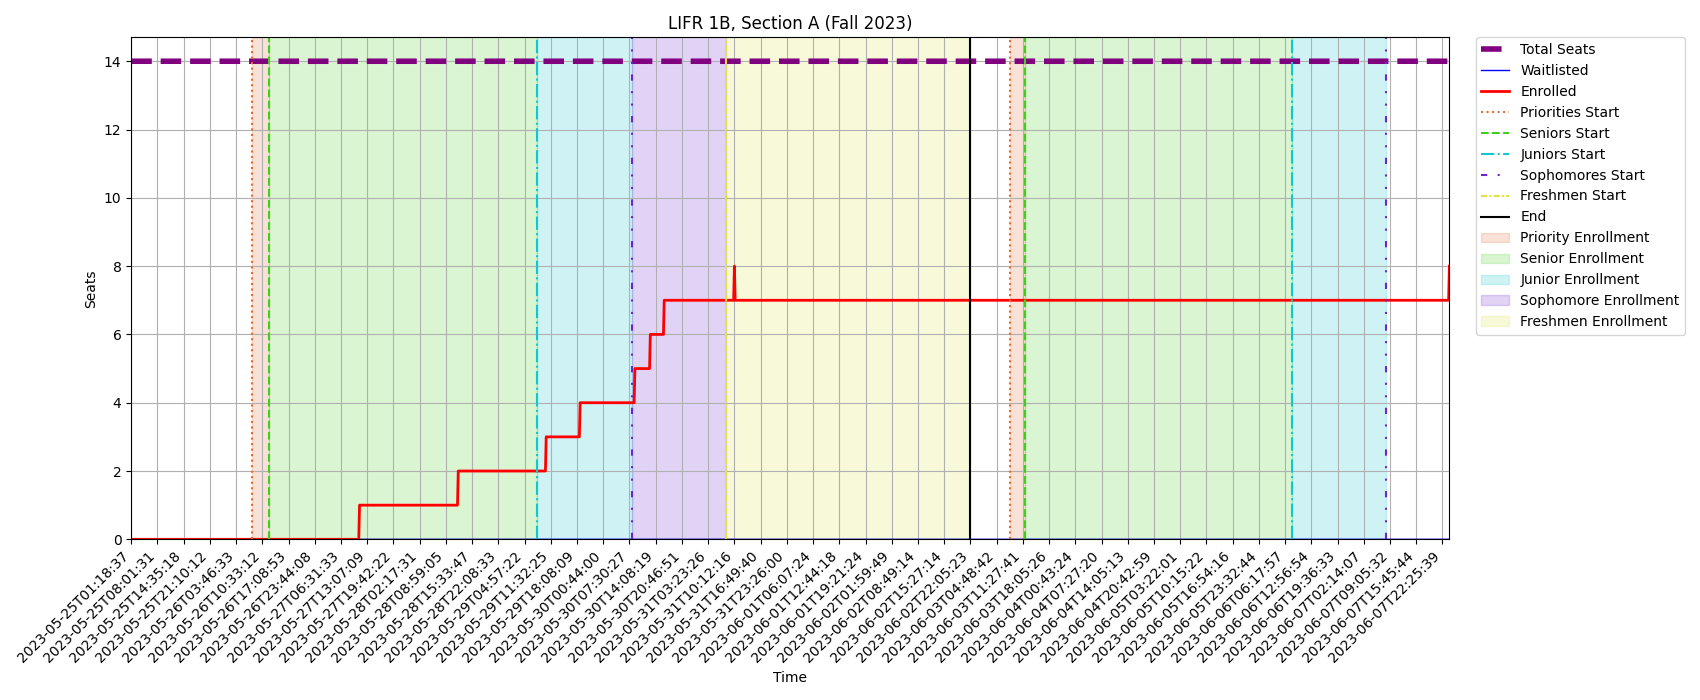 LIFR 1B, Section A (Fall 2023)
Seats
14
12
10
8
6
4
2
0
2023-05-25T01:18:37
2023-05-25T08:01:31
2023-05-25T14:35:18
2023-05-25T21:10:12
2023-05-26T03:46:33
2023-05-26T10:33:12
2023-05-26T17:08:53
2023-05-26T23:44:08
2023-05-27T06:31:33
2023-05-27T13:07:09
2023-05-27T19:42:22
2023-05-28T02:17:31
2023-05-28T08:59:05
2023-05-28T15:33:47
2023-05-28T22:08:33
2023-05-29T04:57:22
2023-05-29T11:32:25
2023-05-29T18:08:09
2023-05-30T00:44:00
2023-05-30T07:30:27
2023-05-30T14:08:19
2023-05-30T20:46:51
2023-05-31T03:23:26
2023-05-31T10:12:16
2023-05-31T16:49:40
2023-05-31T23:26:00
2023-06-01T06:07:24
2023-06-01T12:44:18
2023-06-01T19:21:24
2023-06-02T01:59:49
2023-06-02T08:49:14
2023-06-02T15:27:14
2023-06-02T22:05:23
2023-06-03T04:48:42
2023-06-03T11:27:41
2023-06-03T18:05:26
2023-06-04T00:43:24
2023-06-04T07:27:20
2023-06-04T14:05:13
2023-06-04T20:42:59
2023-06-05T03:22:01
2023-06-05T10:15:22
2023-06-05T16:54:16
2023-06-05T23:32:44
2023-06-06T06:17:57
2023-06-06T12:56:54
2023-06-06T19:36:33
2023-06-07T02:14:07
2023-06-07T09:05:32
2023-06-07T15:45:44
2023-06-07T22:25:39
Time
Total Seats
Waitlisted
Enrolled
Priorities Start
Seniors Start
Juniors Start
Sophomores Start
Freshmen Start
End
Priority Enrollment
Senior Enrollment
Junior Enrollment
Sophomore Enrollment
Freshmen Enrollment